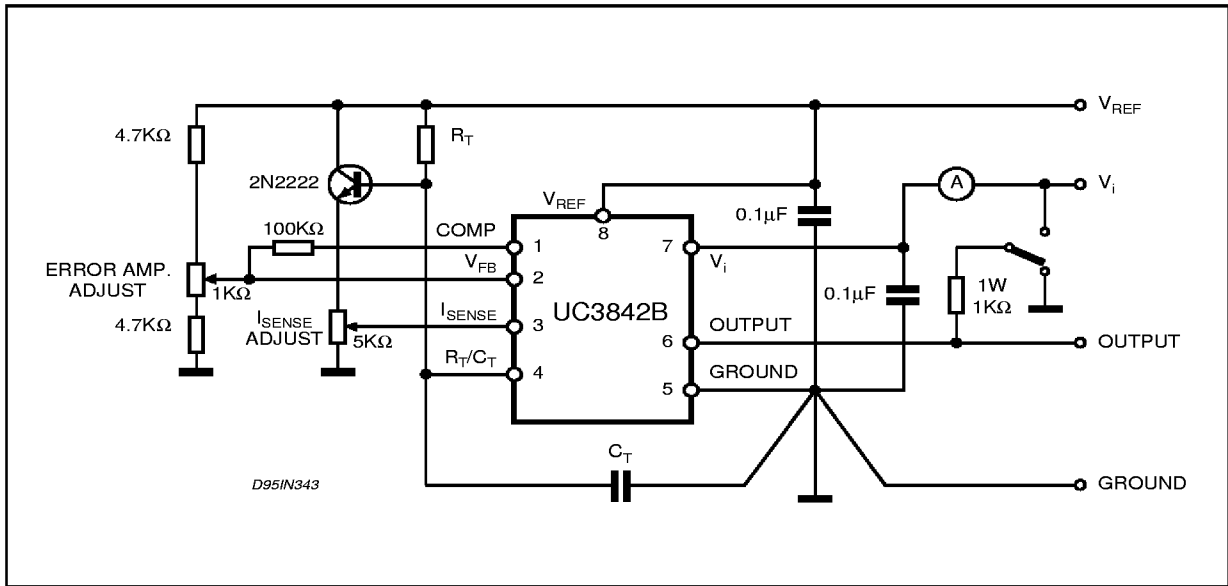 V_REF
4.7KΩ
R_T
2N2222
A
V_i
V_REF
8
0.1μF
100KΩ
COMP
1
7
V_i
V_FB
2
ERROR AMP.
ADJUST
1KΩ
UC3842B
0.1μF
1W
1KΩ
I_SENSE
ADJUST
5KΩ
I_SENSE
3
4.7KΩ
OUTPUT
6
OUTPUT
R_T/C_T
4
GROUND
5
C_T
D95IN343
GROUND